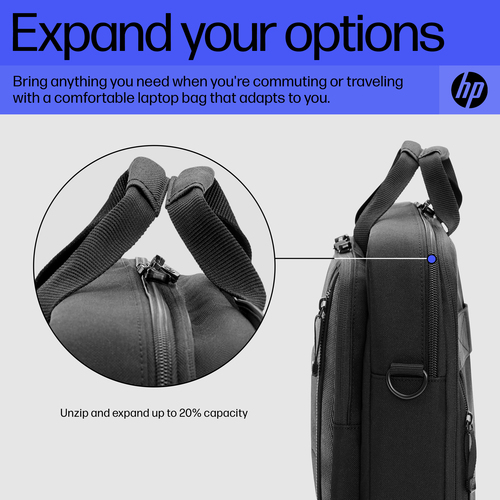 Expand your options
Bring anything you need when you're commuting or traveling
with a comfortable laptop bag that adapts to you.
hp
Unzip and expand up to 20% capacity